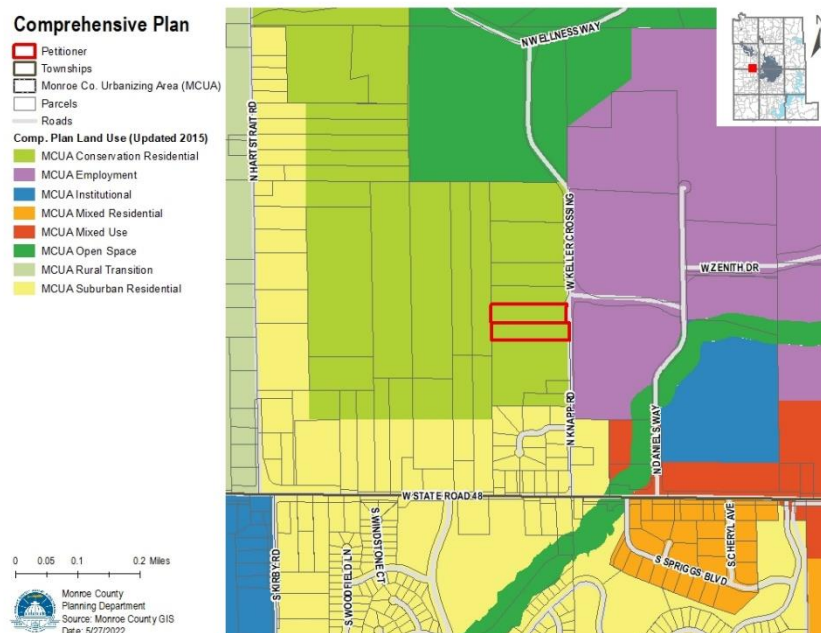 Comprehensive Plan
Petitioner
Townships
Monroe Co. Urbanizing Area (MCUA)
Parcels
Roads
Comp. Plan Land Use (Updated 2015)
MCUA Conservation Residential
MCUA Employment
MCUA Institutional
MCUA Mixed Residential
MCUA Mixed Use
MCUA Open Space
MCUA Rural Transition
MCUA Suburban Residential
0 0.05 0.1 0.2 Miles
Monroe County
Planning Department
Source: Monroe County GIS
Date: 5/27/2022
N WELLNESS WAY
N HARTSTRAIT RD
W KELLER CROSSING
W ZENITH DR
N KNAPP RD
N DANIELS WAY
W STATE ROAD 48
S KIRBY RD
S WOODFIELD LN
S WINDSTONE CT
S SPRIGGS BLVD
S CHERYL AVE
N